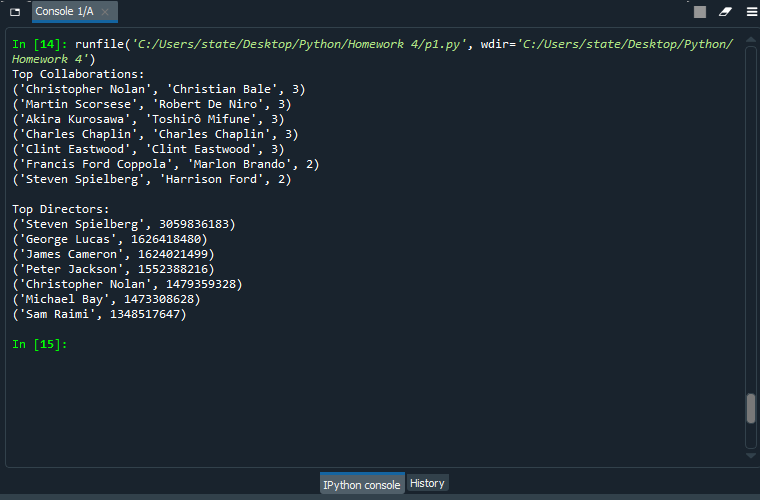 Console 1/A
In [14]: runfile('C:/Users/state/Desktop/Python/Homework 4/p1.py', wdir='C:/Users/state/Desktop/Python/
Homework 4')
Top Collaborations:
('Christopher Nolan', 'Christian Bale', 3)
('Martin Scorsese', 'Robert De Niro', 3)
('Akira Kurosawa', 'Toshirô Mifune', 3)
('Charles Chaplin', 'Charles Chaplin', 3)
('Clint Eastwood', 'Clint Eastwood', 3)
('Francis Ford Coppola', 'Marlon Brando', 2)
('Steven Spielberg', 'Harrison Ford', 2)
Top Directors:
('Steven Spielberg', 3059836183)
('George Lucas', 1626418480)
('James Cameron', 1624021499)
('Peter Jackson', 1552388216)
('Christopher Nolan', 1479359328)
('Michael Bay', 1473308628)
('Sam Raimi', 1348517647)
In [15]:
IPython console History